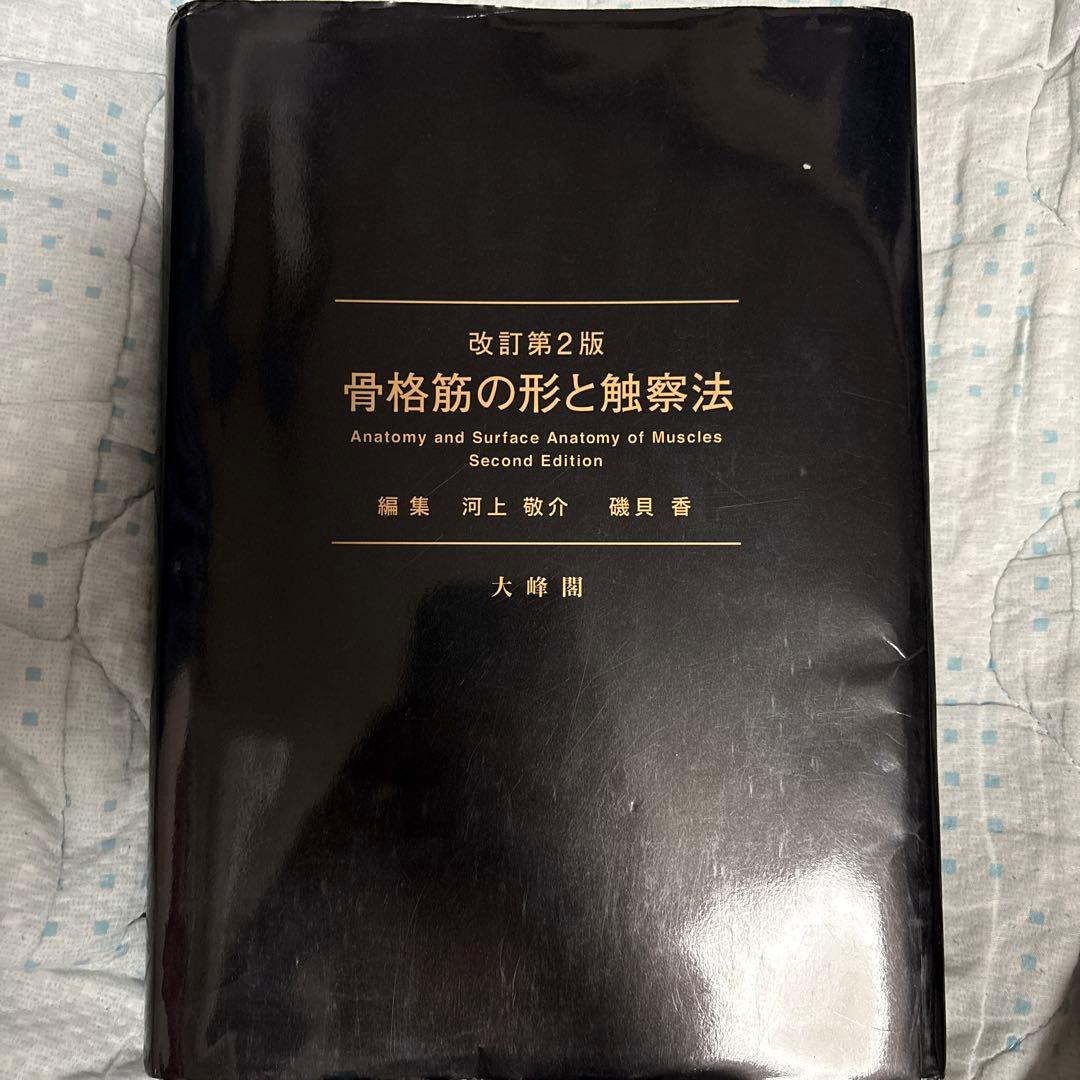 改訂第2版
骨格筋の形と触察法
Anatomy and Surface Anatomy of Muscles
Second Edition
編集 河上 敬介 磯貝 香
大峰閣